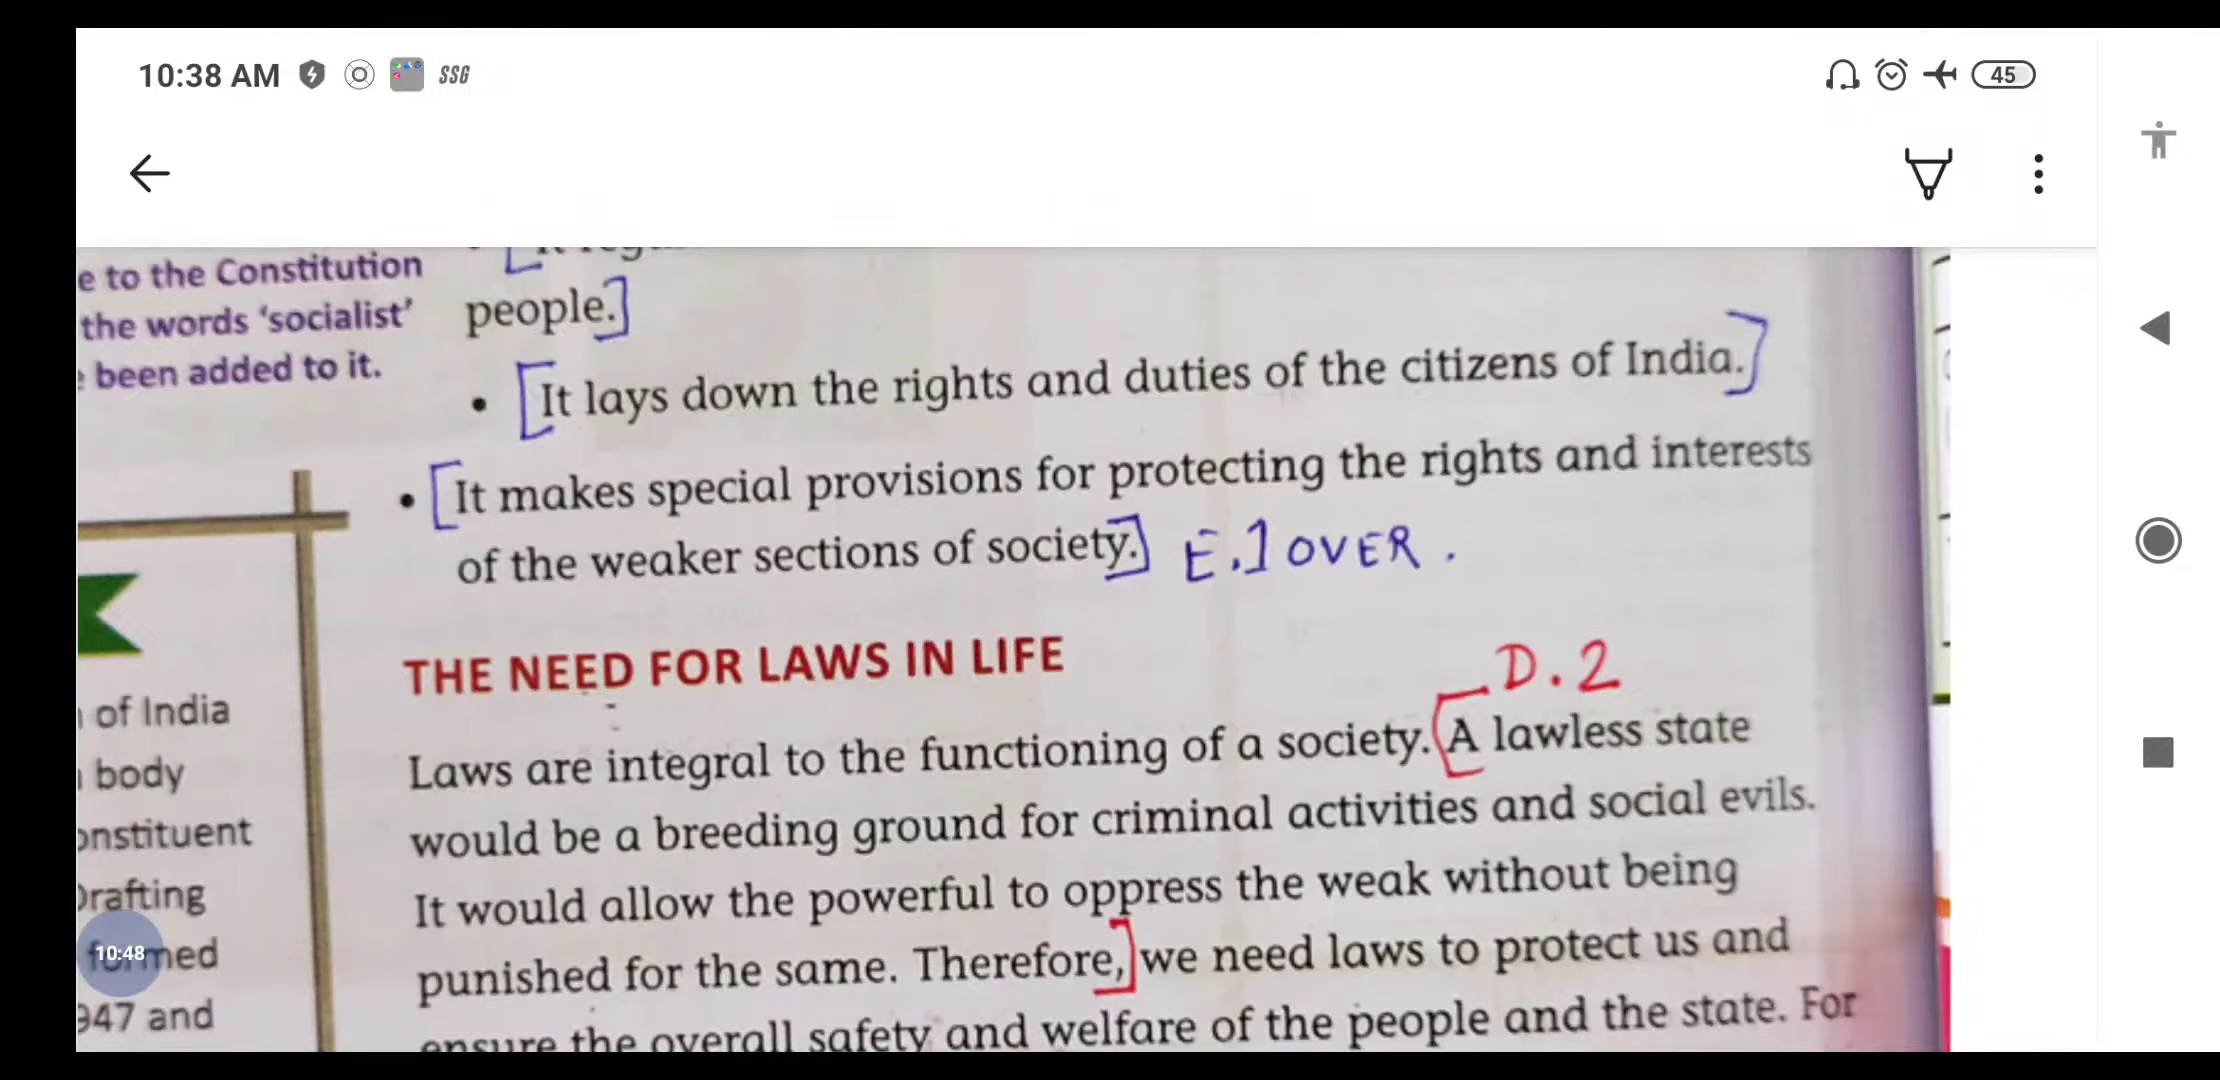 10:38 AM SSG 45
e to the Constitution
the words ‘socialist’
been added to it.
of India
body
onstituent
Drafting
formed
947 and
10:48
people.]
• [It lays down the rights and duties of the citizens of India.]
• [It makes special provisions for protecting the rights and interests
of the weaker sections of society.] E.1 OVER .
THE NEED FOR LAWS IN LIFE
D.2
Laws are integral to the functioning of a society. [A lawless state
would be a breeding ground for criminal activities and social evils.
It would allow the powerful to oppress the weak without being
punished for the same. Therefore,] we need laws to protect us and
ensure the overall safety and welfare of the people and the state. For